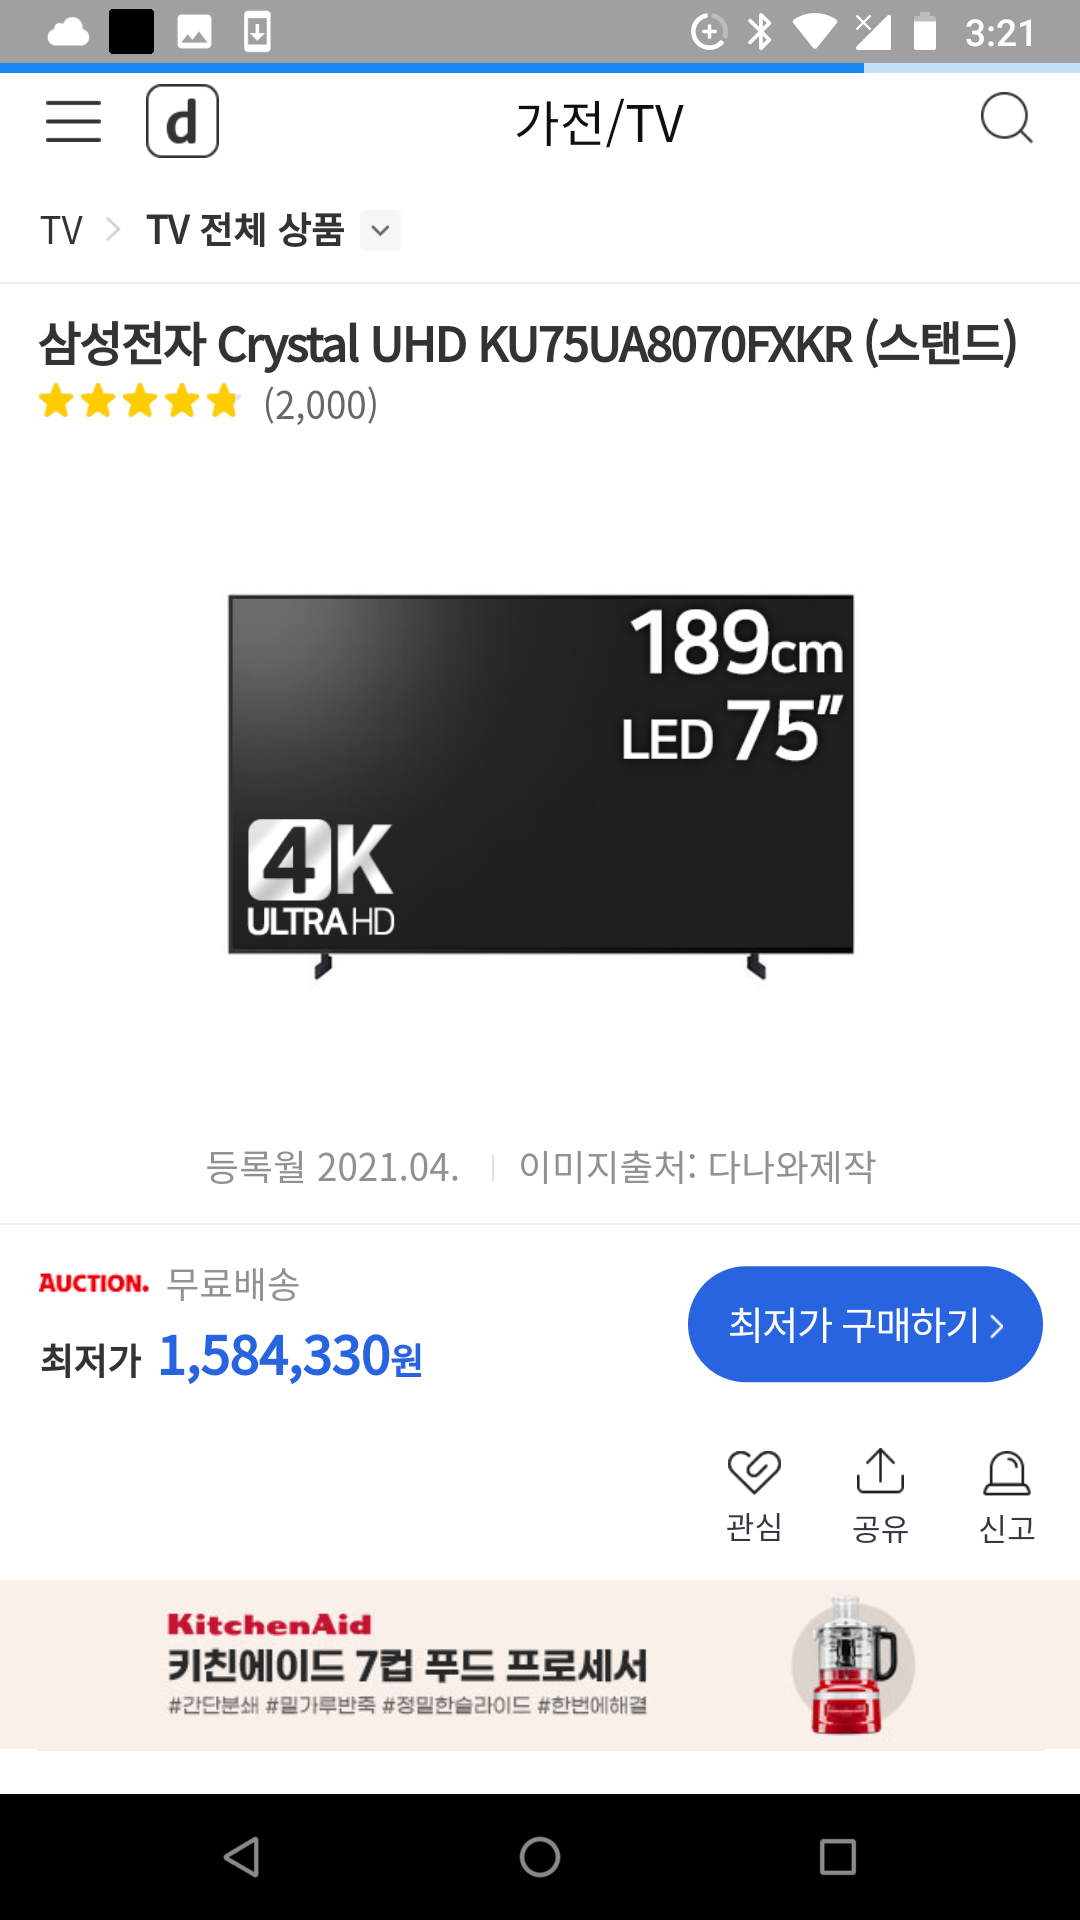 3:21
d
가전/TV
TV > TV 전체 상품
삼성전자 Crystal UHD KU75UA8070FXKR (스탠드)
(2,000)
189cm
LED 75″
4K
ULTRA HD
등록월 2021.04. | 이미지출처: 다나와제작
AUCTION. 무료배송
최저가 1,584,330원
최저가 구매하기 >
관심 공유 신고
KitchenAid
키친에이드 7컵 푸드 프로세서
#간단분쇄 #밀가루반죽 #정밀한슬라이드 #한번에해결